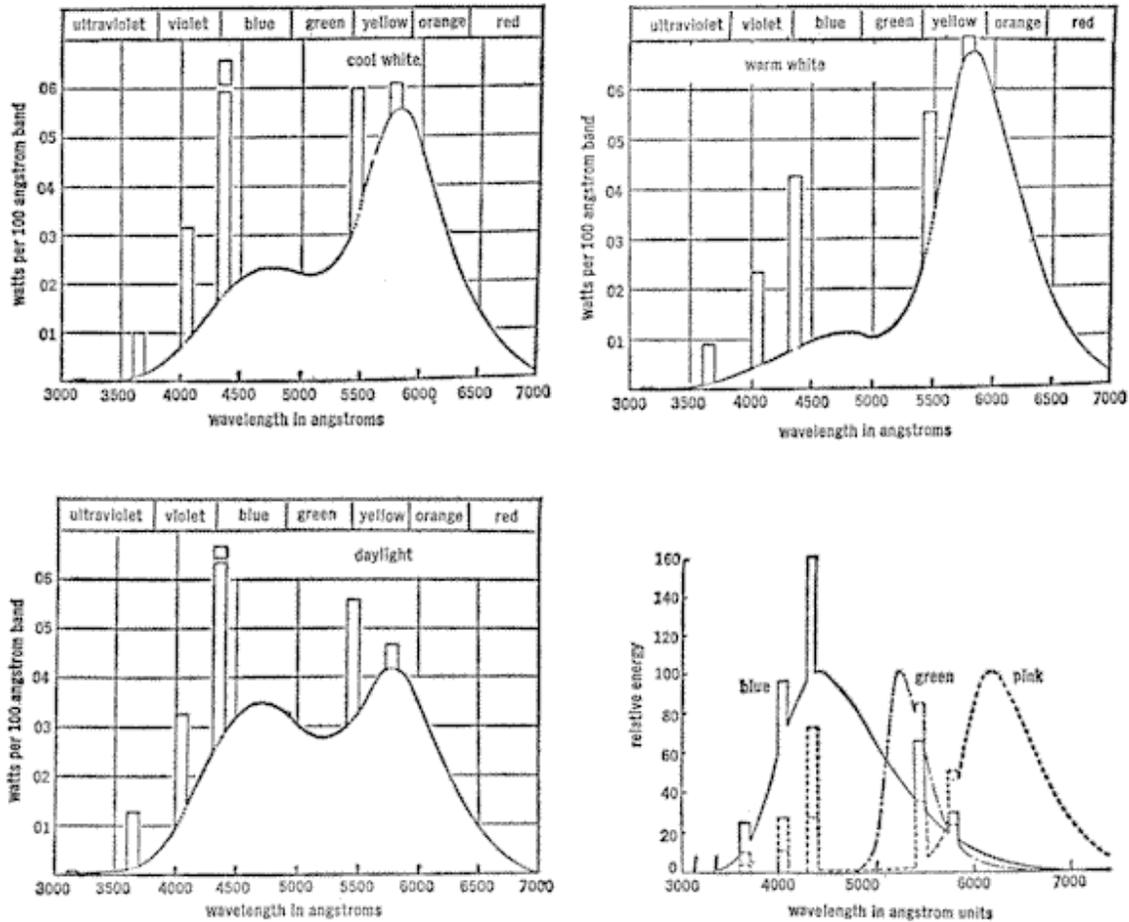 ultraviolet violet blue green yellow orange red
cool white
06
05
04
03
02
01
watts per 100 angstrom band
3000 3500 4000 4500 5000 5500 6000 6500 7000
wavelength in angstroms
ultraviolet violet blue green yellow orange red
warm white
06
05
04
03
02
01
watts per 100 angstrom band
3000 3500 4000 4500 5000 5500 6000 6500 7000
wavelength in angstroms
ultraviolet violet blue green yellow orange red
daylight
06
05
04
03
02
01
watts per 100 angstrom band
3000 3500 4000 4500 5000 5500 6000 6500 7000
wavelength in angstroms
160
140
120
100
80
60
40
20
0
relative energy
blue green pink
3000 4000 5000 6000 7000
wavelength in angstrom units